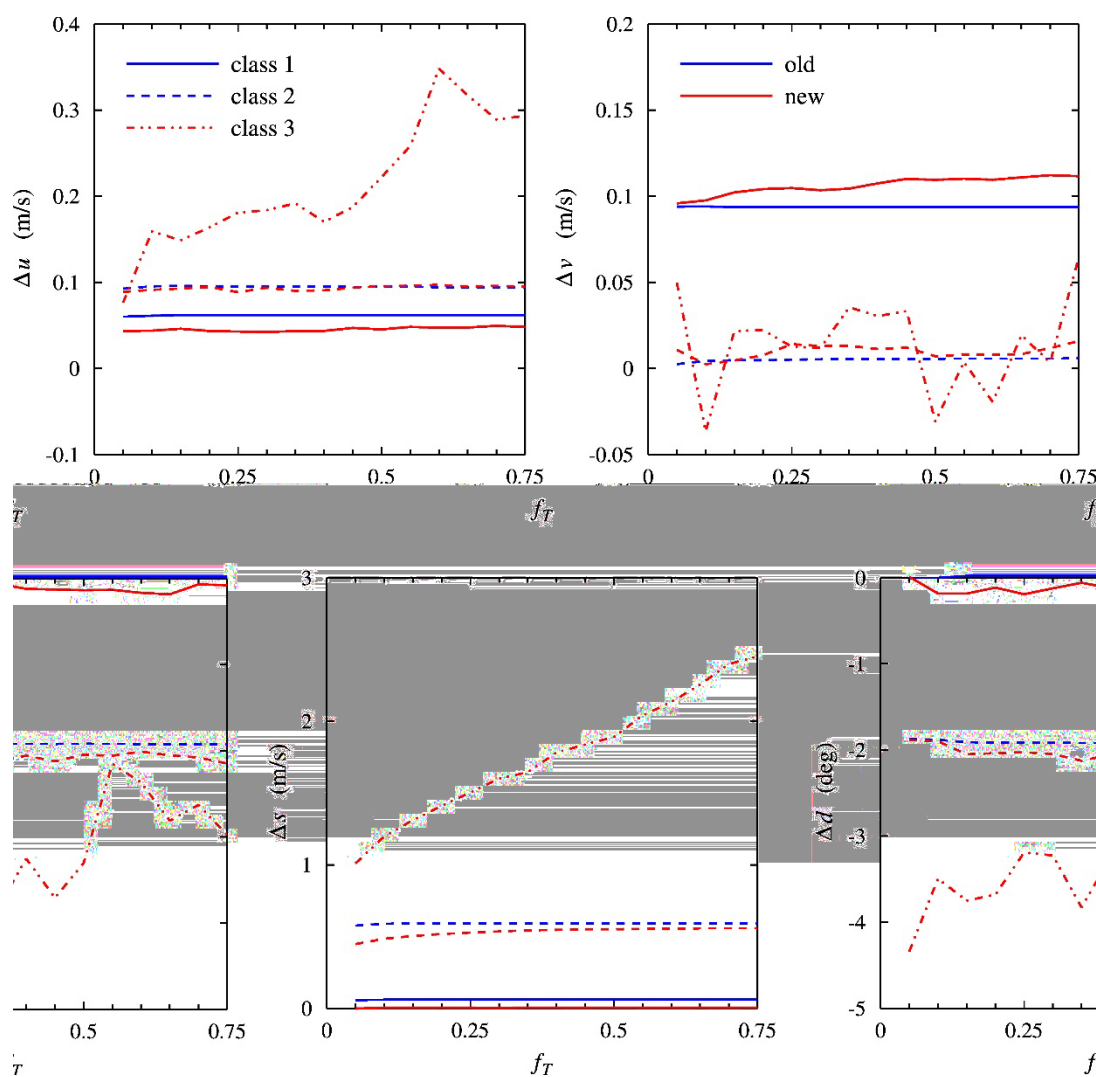 0.4
0.3
0.2
0.1
0
-0.1
Δu (m/s)
class 1
class 2
class 3
0 0.25 0.5 0.75
0.2
0.15
0.1
0.05
0
-0.05
Δv (m/s)
old
new
0 0.25 0.5 0.75
f_T
f
3
2
1
0
Δs (m/s)
0
-1
-2
-3
-4
-5
Δd (deg)
0.5 0.75
0 0.25 0.5 0.75
f_T
0 0.25
f